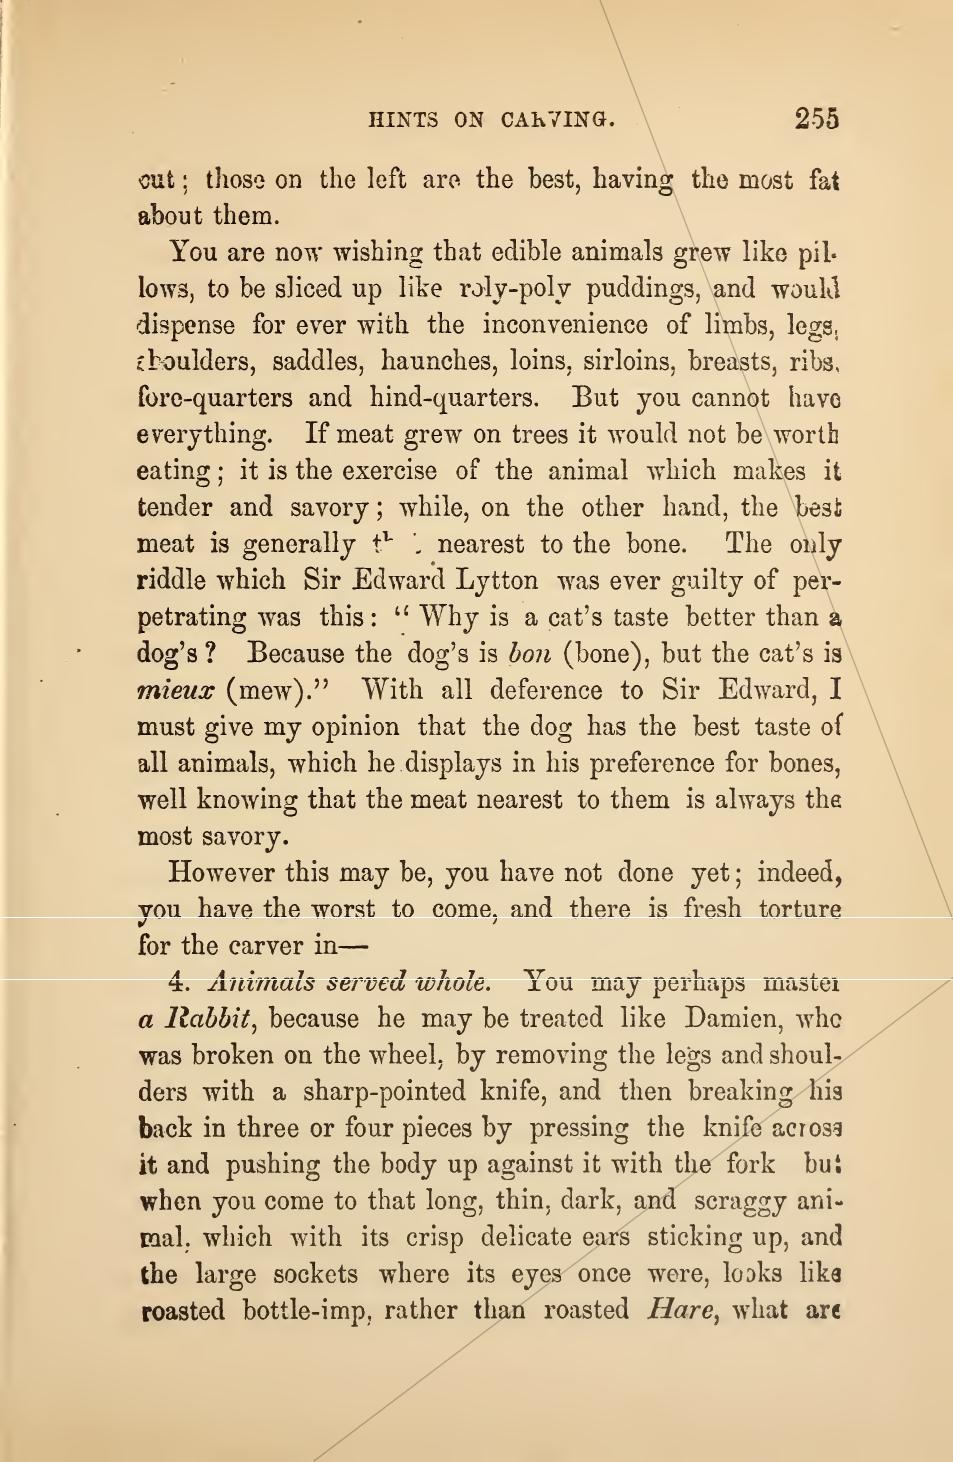 HINTS ON CARVING. 255
cut; those on the left are the best, having the most fat
about them.
You are now wishing that edible animals grew like pil-
lows, to be sliced up like roly-poly puddings, and would
dispense for ever with the inconvenience of limbs, legs,
shoulders, saddles, haunches, loins, sirloins, breasts, ribs,
fore-quarters and hind-quarters. But you cannot have
everything. If meat grew on trees it would not be worth
eating; it is the exercise of the animal which makes it
tender and savory; while, on the other hand, the best
meat is generally nearest to the bone. The only
riddle which Sir Edward Lytton was ever guilty of per-
petrating was this: “Why is a cat’s taste better than a
dog’s? Because the dog’s is bon (bone), but the cat’s is
mieux (mew).” With all deference to Sir Edward, I
must give my opinion that the dog has the best taste of
all animals, which he displays in his preference for bones,
well knowing that the meat nearest to them is always the
most savory.
However this may be, you have not done yet; indeed,
you have the worst to come, and there is fresh torture
for the carver in—
4. Animals served whole. You may perhaps master
a Rabbit, because he may be treated like Damien, who
was broken on the wheel, by removing the legs and shoul-
ders with a sharp-pointed knife, and then breaking his
back in three or four pieces by pressing the knife across
it and pushing the body up against it with the fork but
when you come to that long, thin, dark, and scraggy ani-
mal, which with its crisp delicate ears sticking up, and
the large sockets where its eyes once were, looks like
roasted bottle-imp, rather than roasted Hare, what are